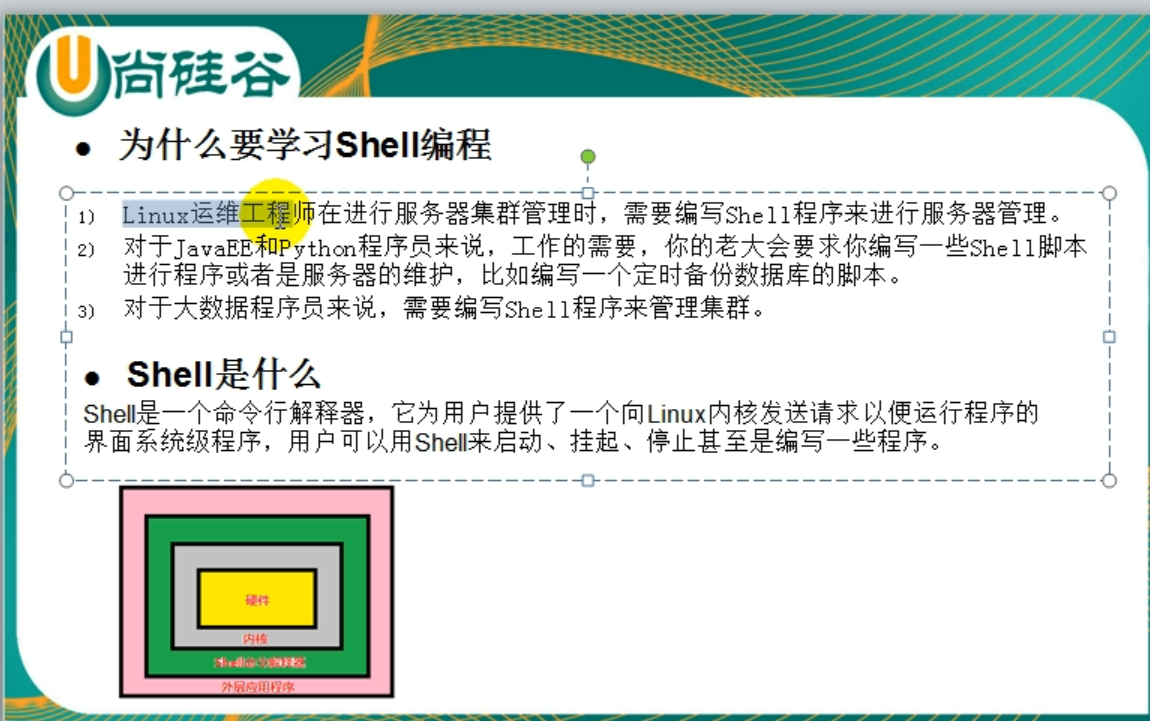 尚硅谷
● 为什么要学习Shell编程
1) Linux运维工程师在进行服务器集群管理时，需要编写Shell程序来进行服务器管理。
2) 对于JavaEE和Python程序员来说，工作的需要，你的老大会要求你编写一些Shell脚本
进行程序或者是服务器的维护，比如编写一个定时备份数据库的脚本。
3) 对于大数据程序员来说，需要编写Shell程序来管理集群。
● Shell是什么
Shell是一个命令行解释器，它为用户提供了一个向Linux内核发送请求以便运行程序的
界面系统级程序，用户可以用Shell来启动、挂起、停止甚至是编写一些程序。
硬件
内核
Shell命令解释器
外层应用程序